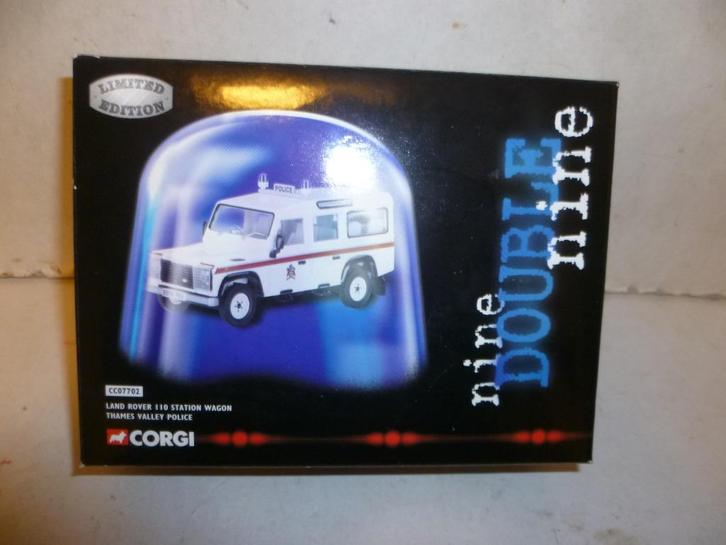 LIMITED
EDITION
POLICE
nine
DOUBLE
nine
CC07702
LAND ROVER 110 STATION WAGON
THAMES VALLEY POLICE
CORGI